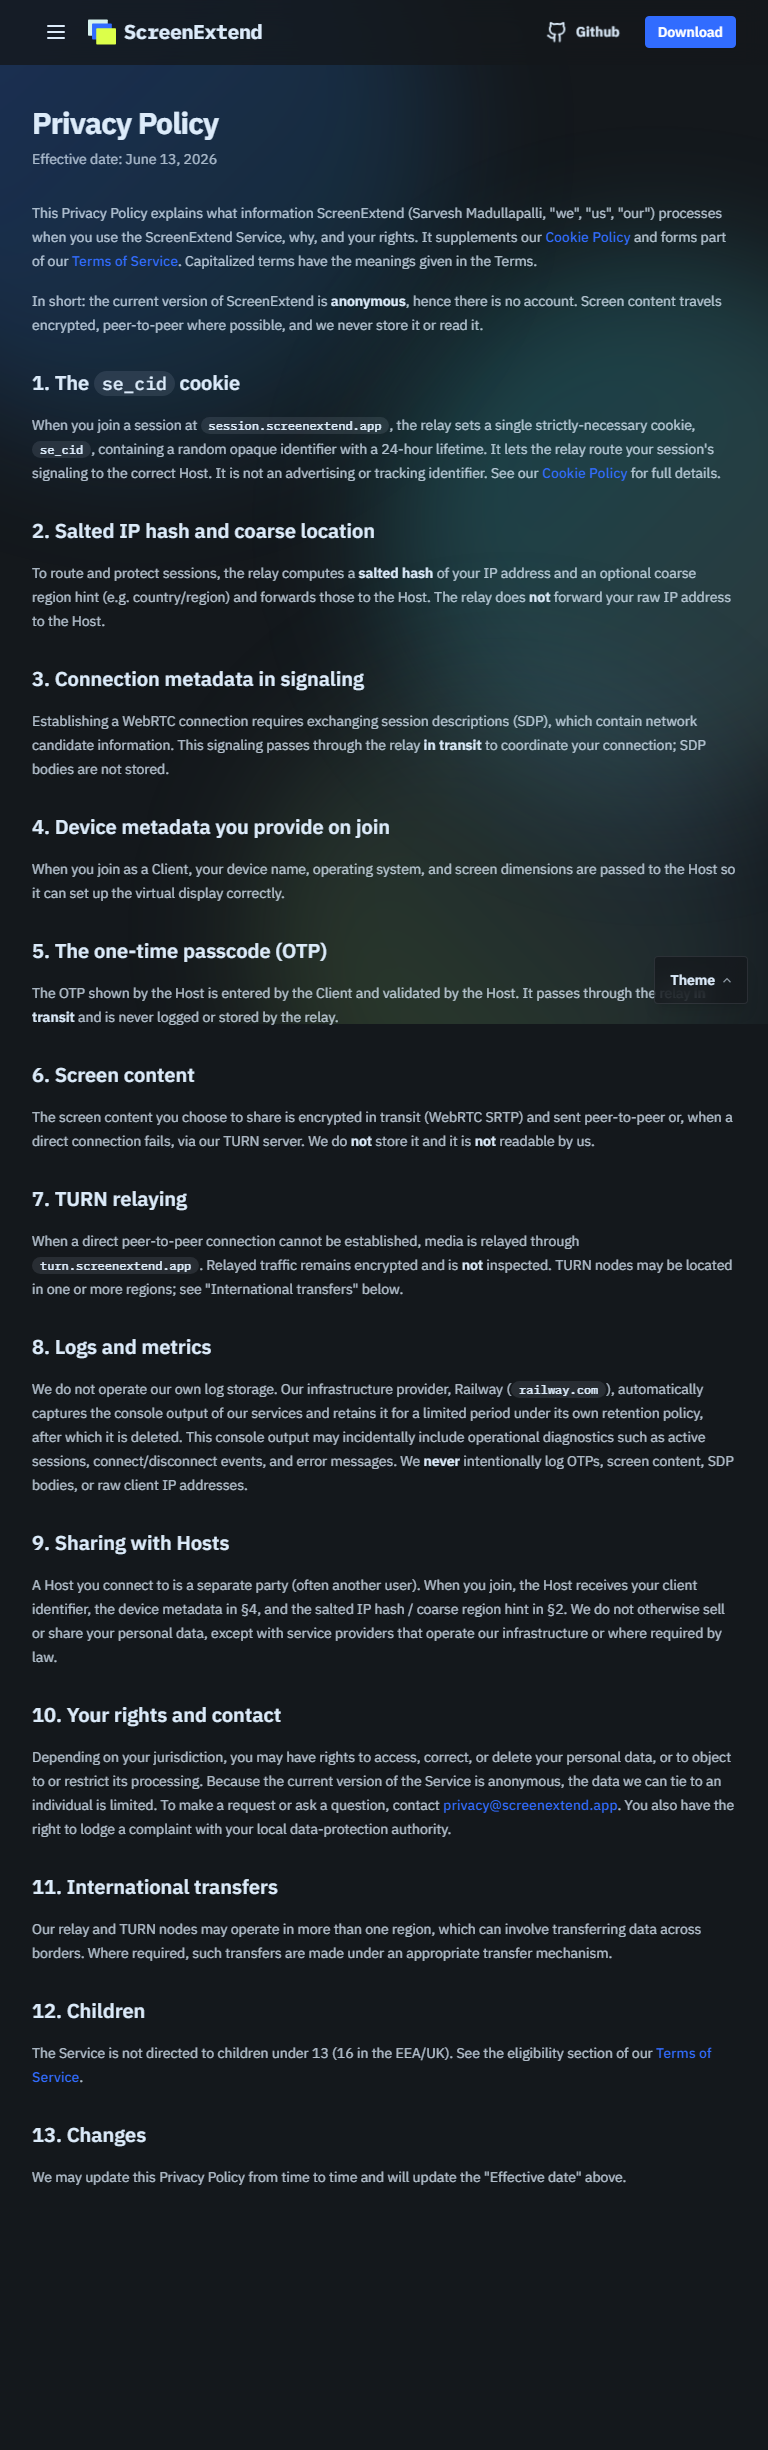 ScreenExtend
Github
Download
Privacy Policy
Effective date: June 13, 2026
This Privacy Policy explains what information ScreenExtend (Sarvesh Madullapalli, "we", "us", "our") processes
when you use the ScreenExtend Service, why, and your rights. It supplements our Cookie Policy and forms part
of our Terms of Service. Capitalized terms have the meanings given in the Terms.
In short: the current version of ScreenExtend is anonymous, hence there is no account. Screen content travels
encrypted, peer-to-peer where possible, and we never store it or read it.
1. The se_cid cookie
When you join a session at session.screenextend.app, the relay sets a single strictly-necessary cookie,
se_cid, containing a random opaque identifier with a 24-hour lifetime. It lets the relay route your session's
signaling to the correct Host. It is not an advertising or tracking identifier. See our Cookie Policy for full details.
2. Salted IP hash and coarse location
To route and protect sessions, the relay computes a salted hash of your IP address and an optional coarse
region hint (e.g. country/region) and forwards those to the Host. The relay does not forward your raw IP address
to the Host.
3. Connection metadata in signaling
Establishing a WebRTC connection requires exchanging session descriptions (SDP), which contain network
candidate information. This signaling passes through the relay in transit to coordinate your connection; SDP
bodies are not stored.
4. Device metadata you provide on join
When you join as a Client, your device name, operating system, and screen dimensions are passed to the Host so
it can set up the virtual display correctly.
5. The one-time passcode (OTP)
The OTP shown by the Host is entered by the Client and validated by the Host. It passes through the relay in
Theme
transit and is never logged or stored by the relay.
6. Screen content
The screen content you choose to share is encrypted in transit (WebRTC SRTP) and sent peer-to-peer or, when a
direct connection fails, via our TURN server. We do not store it and it is not readable by us.
7. TURN relaying
When a direct peer-to-peer connection cannot be established, media is relayed through
turn.screenextend.app. Relayed traffic remains encrypted and is not inspected. TURN nodes may be located
in one or more regions; see "International transfers" below.
8. Logs and metrics
We do not operate our own log storage. Our infrastructure provider, Railway (railway.com), automatically
captures the console output of our services and retains it for a limited period under its own retention policy,
after which it is deleted. This console output may incidentally include operational diagnostics such as active
sessions, connect/disconnect events, and error messages. We never intentionally log OTPs, screen content, SDP
bodies, or raw client IP addresses.
9. Sharing with Hosts
A Host you connect to is a separate party (often another user). When you join, the Host receives your client
identifier, the device metadata in §4, and the salted IP hash / coarse region hint in §2. We do not otherwise sell
or share your personal data, except with service providers that operate our infrastructure or where required by
law.
10. Your rights and contact
Depending on your jurisdiction, you may have rights to access, correct, or delete your personal data, or to object
to or restrict its processing. Because the current version of the Service is anonymous, the data we can tie to an
individual is limited. To make a request or ask a question, contact privacy@screenextend.app. You also have the
right to lodge a complaint with your local data-protection authority.
11. International transfers
Our relay and TURN nodes may operate in more than one region, which can involve transferring data across
borders. Where required, such transfers are made under an appropriate transfer mechanism.
12. Children
The Service is not directed to children under 13 (16 in the EEA/UK). See the eligibility section of our Terms of
Service.
13. Changes
We may update this Privacy Policy from time to time and will update the "Effective date" above.